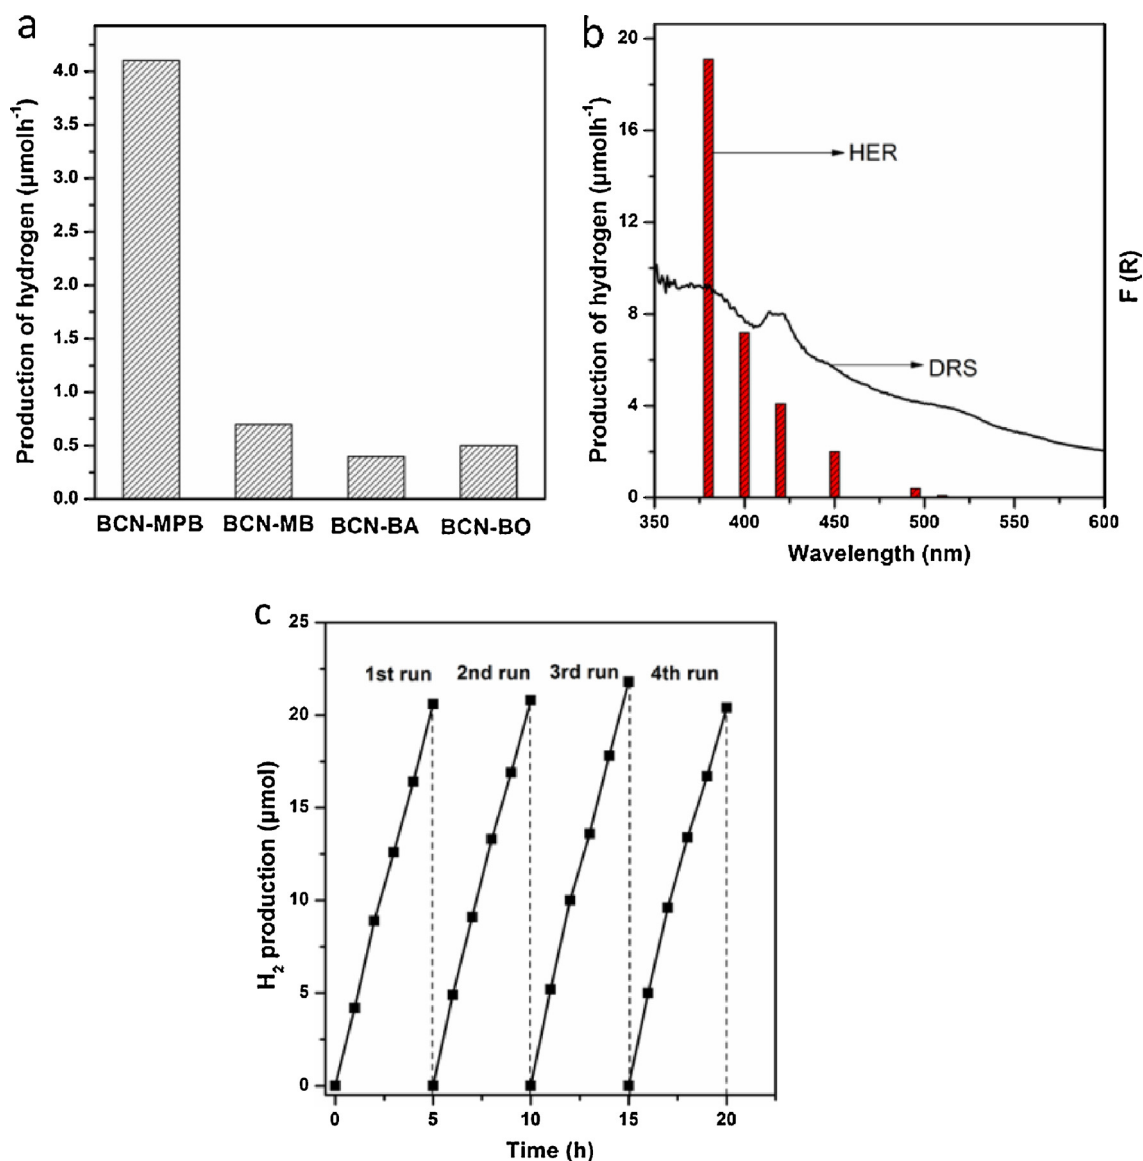 a
Production of hydrogen (μmolh-1)
4.0
3.5
3.0
2.5
2.0
1.5
1.0
0.5
0.0
BCN-MPB BCN-MB BCN-BA BCN-BO
b
Production of hydrogen (μmolh-1)
20
16
12
8
4
0
HER
DRS
F (R)
350 400 450 500 550 600
Wavelength (nm)
c
H2 production (μmol)
25
20
15
10
5
0
1st run 2nd run 3rd run 4th run
0 5 10 15 20
Time (h)